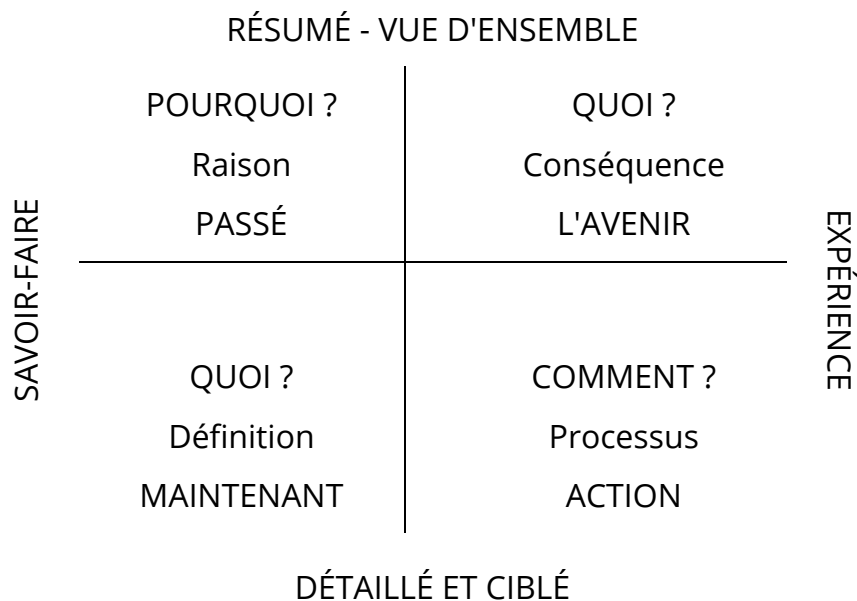 RÉSUMÉ - VUE D'ENSEMBLE
POURQUOI ?
Raison
PASSÉ
QUOI ?
Conséquence
L'AVENIR
SAVOIR-FAIRE
EXPÉRIENCE
QUOI ?
Définition
MAINTENANT
COMMENT ?
Processus
ACTION
DÉTAILLÉ ET CIBLÉ